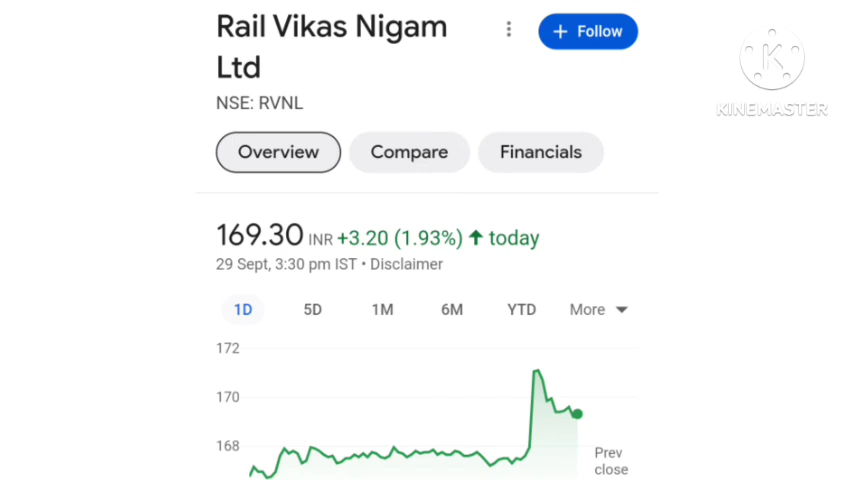 Rail Vikas Nigam
Ltd
+ Follow
NSE: RVNL
K
KINEMASTER
Overview
Compare
Financials
169.30 INR +3.20 (1.93%) ↑ today
29 Sept, 3:30 pm IST • Disclaimer
1D
5D
1M
6M
YTD
More
172
170
168
Prev
close